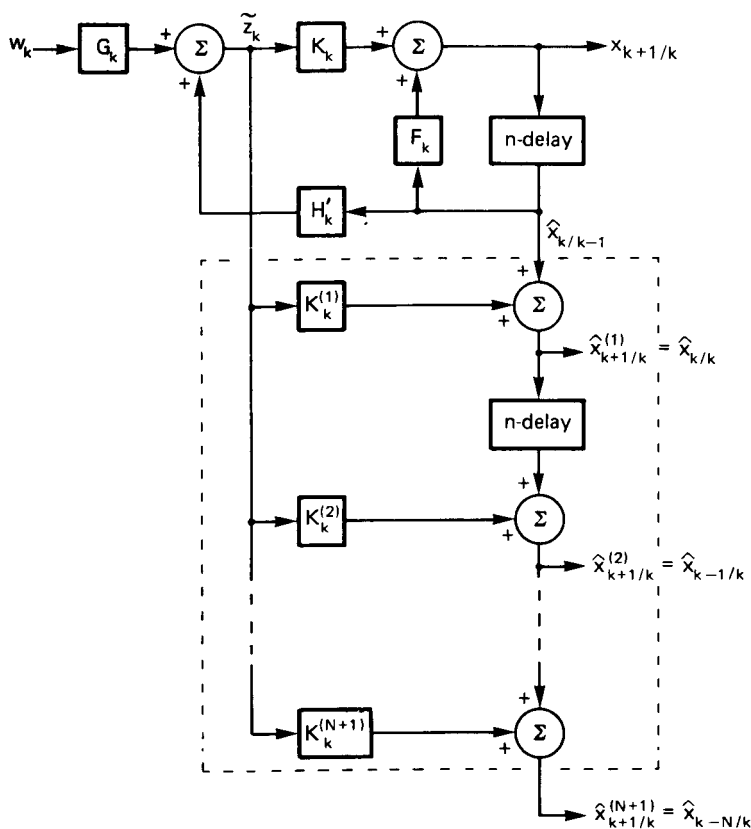 w_k G_k + Σ + z̃_k K_k + Σ + x_{k+1/k}
F_k n-delay
H′_k
x̂_{k/k−1}
K_k^{(1)} + + Σ
x̂_{k+1/k}^{(1)} = x̂_{k/k}
n-delay
K_k^{(2)} + + Σ
x̂_{k+1/k}^{(2)} = x̂_{k−1/k}
K_k^{(N+1)} + + Σ
x̂_{k+1/k}^{(N+1)} = x̂_{k−N/k}